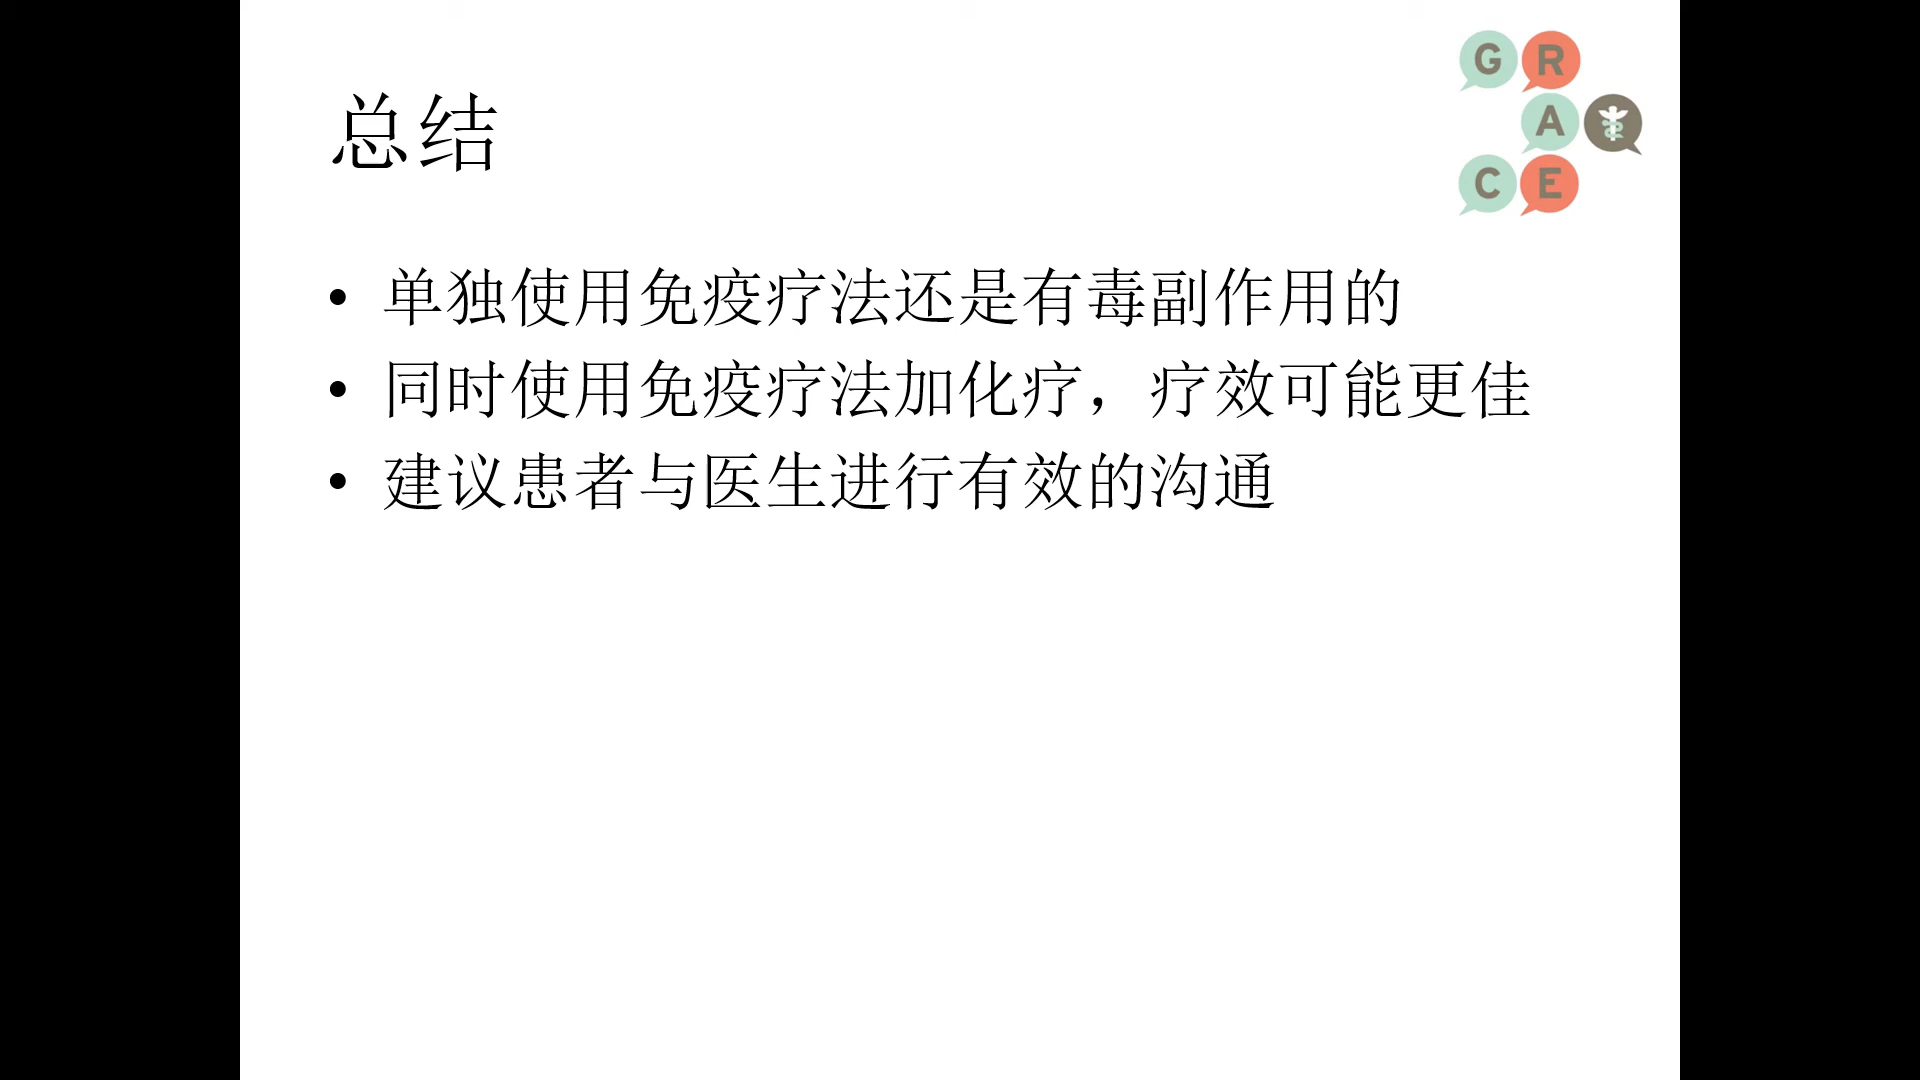 总结
G R
A
C E
• 单独使用免疫疗法还是有毒副作用的
• 同时使用免疫疗法加化疗，疗效可能更佳
• 建议患者与医生进行有效的沟通